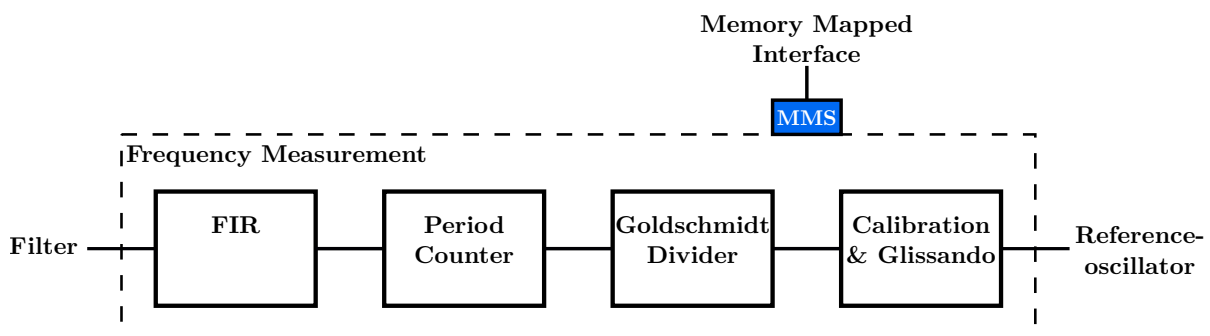 Memory Mapped
Interface
MMS
Frequency Measurement
Filter
FIR
Period
Counter
Goldschmidt
Divider
Calibration
& Glissando
Reference-
oscillator